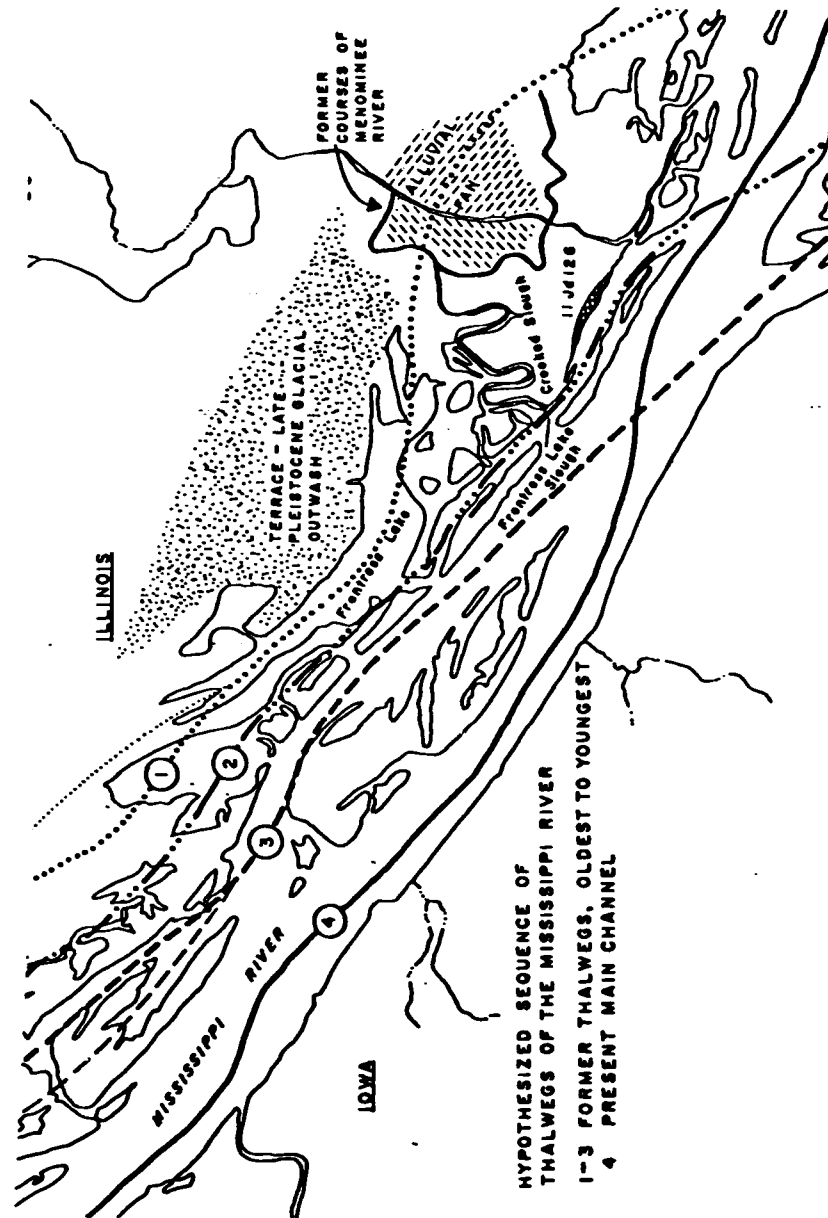 FORMER
COURSES OF
MENOMINEE
RIVER
ALLUVIAL
FAN
TERRACE - LATE
PLEISTOCENE GLACIAL
OUTWASH
ILLINOIS
Frentress Lake
Crooked Slough
11Jd126
Frentress Lake
Slough
1
2
3
4
MISSISSIPPI RIVER
IOWA
HYPOTHESIZED SEQUENCE OF
THALWEGS OF THE MISSISSIPPI RIVER
1-3 FORMER THALWEGS, OLDEST TO YOUNGEST
4 PRESENT MAIN CHANNEL